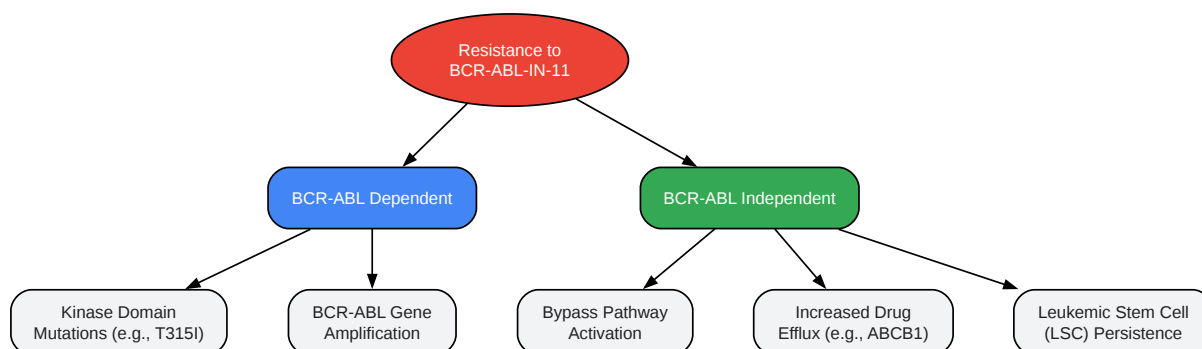 Resistance to
BCR-ABL-IN-11
BCR-ABL Dependent
BCR-ABL Independent
Kinase Domain
Mutations (e.g., T315I)
BCR-ABL Gene
Amplification
Bypass Pathway
Activation
Increased Drug
Efflux (e.g., ABCB1)
Leukemic Stem Cell
(LSC) Persistence